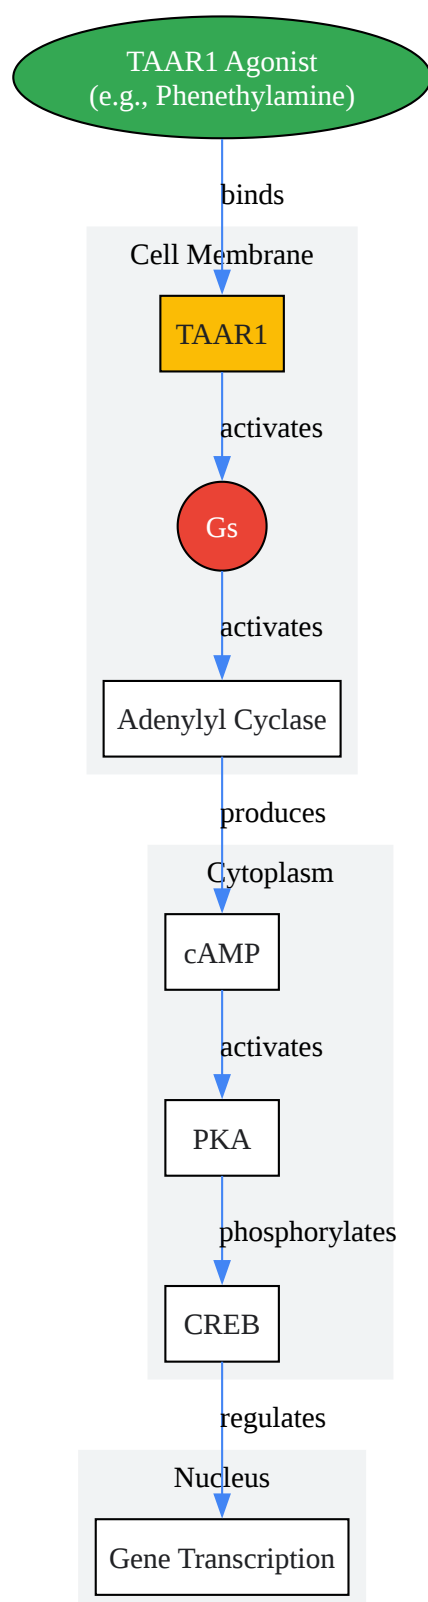 TAAR1 Agonist
(e.g., Phenethylamine)
binds
Cell Membrane
TAAR1
activates
Gs
activates
Adenylyl Cyclase
produces
Cytoplasm
cAMP
activates
PKA
phosphorylates
CREB
regulates
Nucleus
Gene Transcription